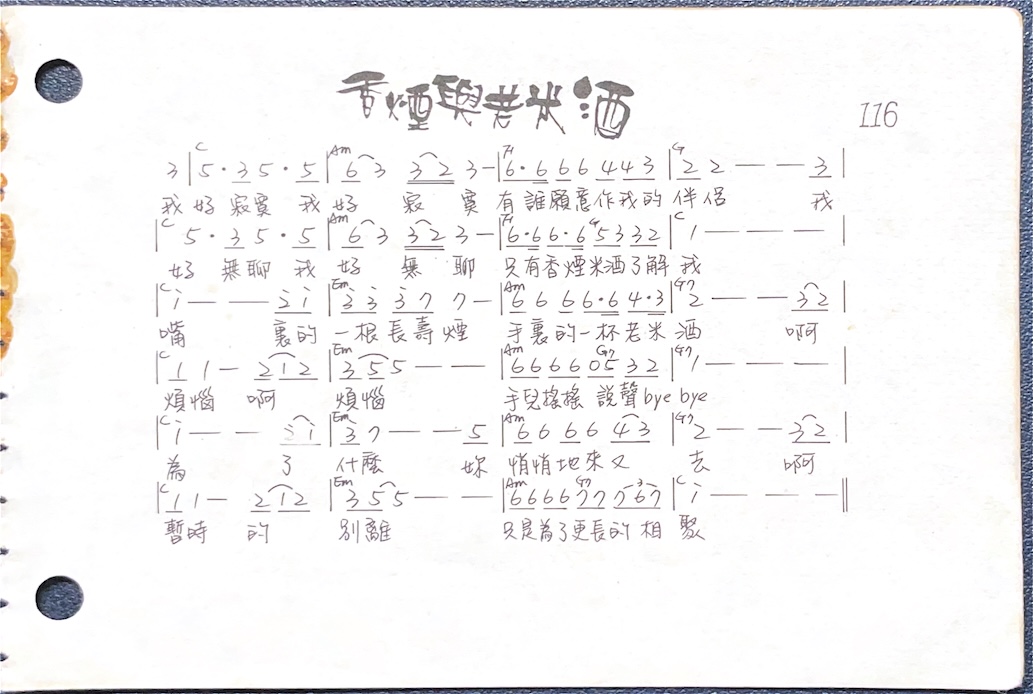 香煙與老米酒
116
C Am F G
3 | 5 · 3 5 · 5 | 6 3 3 2 3 - | 6 · 6 6 6 4 4 3 | 2 2 — — 3 |
我 好 寂寞 我 好 寂 寞 有 誰願意作我的 伴 侶 我
C Am F G C
| 5 · 3 5 · 5 | 6 3 3 2 3 - | 6 · 6 6 · 6 5 3 3 2 | 1 — — — |
好 無聊 我 好 無 聊 只有香煙米酒了解 我
C Em Am G7
| i — — 2̇ i | 3̇ 3̇ 3̇ 7 7 - | 6 6 6 6 · 6 4 · 3 | 2 — — 3 2 |
嘴 裏的 一根長壽煙 手裏的一杯老米 酒 啊
C Em Am G7 G7
| 1 1 - 2 1 2 | 3 5 5 — — | 6 6 6 6 0 5 3 2 | 1 — — — |
煩惱 啊 煩惱 手兒搖搖 說聲bye bye
C Em Am G7
| i — — 2̇ i | 3̇ 7 — — 5 | 6 6 6 6 4 3 | 2 — — 3 2 |
為 了 什麼 妳 悄悄地來又 去 啊
C Em Am G7 C
| 1 1 - 2 1 2 | 3 5 5 — — | 6 6 6 6 7 7 7 6 7 | i — — — ||
暫時 的 別離 只是為了更長的 相 聚